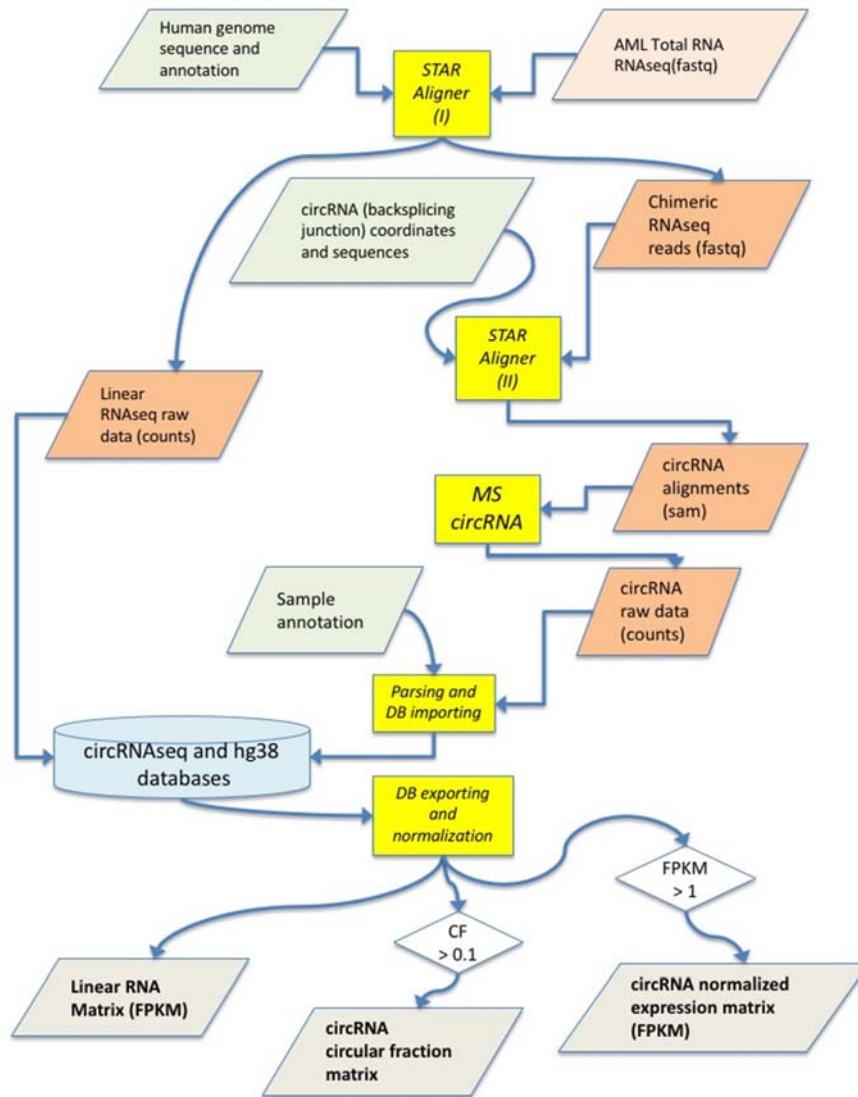 Human genome
sequence and
annotation
STAR
Aligner
(I)
AML Total RNA
RNAseq(fastq)
circRNA (backsplicing
junction) coordinates
and sequences
Chimeric
RNAseq
reads (fastq)
STAR
Aligner
(II)
Linear
RNAseq raw
data (counts)
circRNA
alignments
(sam)
MS
circRNA
circRNA
raw data
(counts)
Sample
annotation
Parsing and
DB importing
circRNAseq and hg38
databases
DB exporting
and
normalization
FPKM
> 1
CF
> 0.1
Linear RNA
Matrix (FPKM)
circRNA
circular fraction
matrix
circRNA normalized
expression matrix
(FPKM)